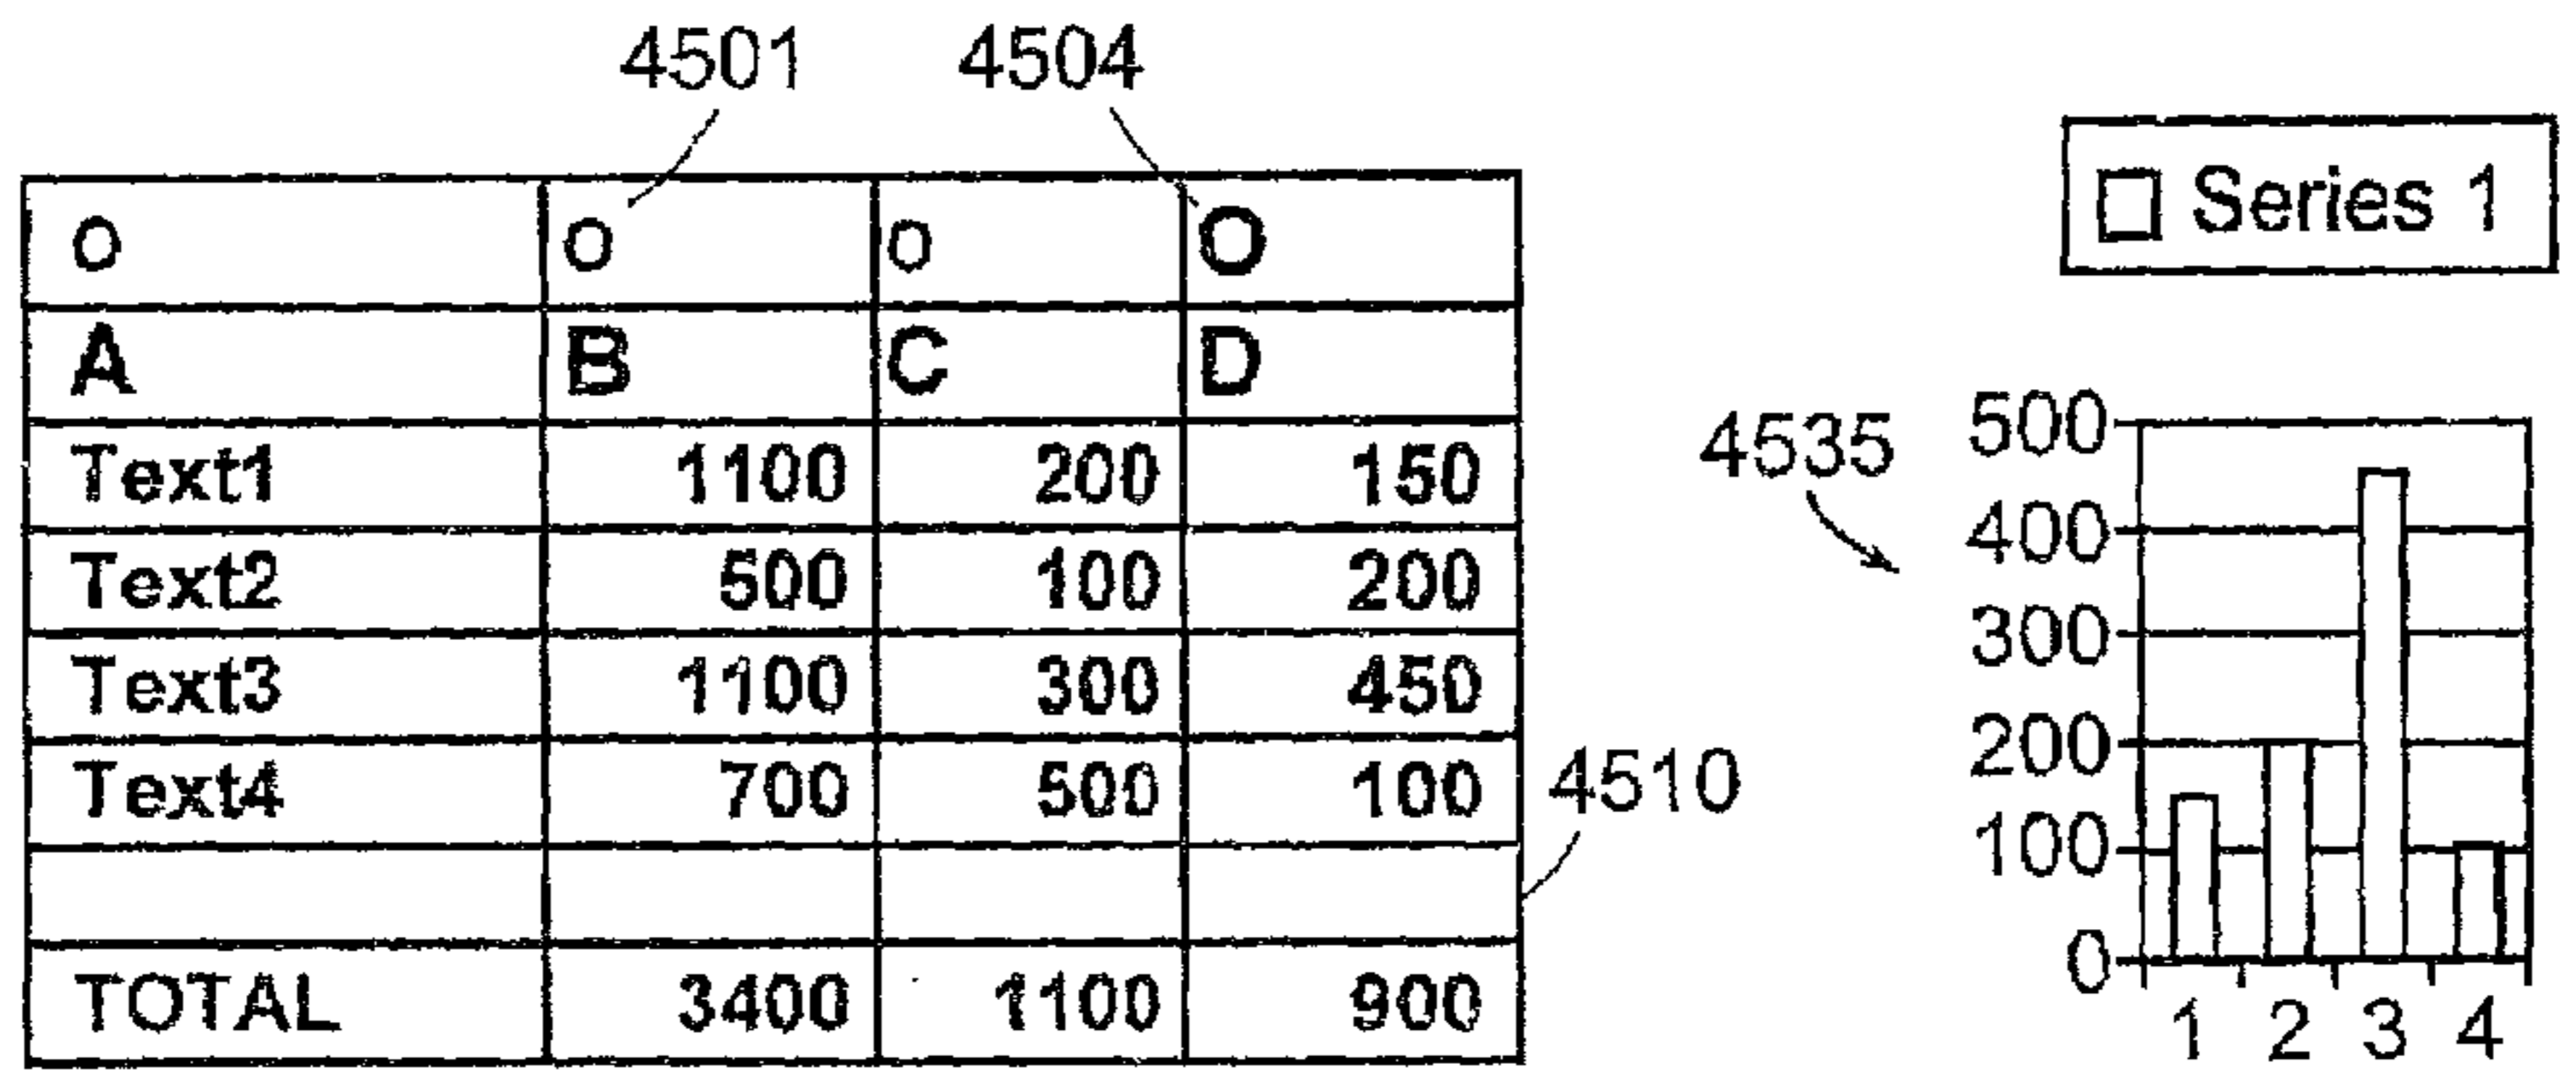 4501 4504
o o o O
A B C D
Text1 1100 200 150
Text2 500 100 200
Text3 1100 300 450
Text4 700 500 100
TOTAL 3400 1100 900
4510
Series 1
4535
500
400
300
200
100
0
1 2 3 4